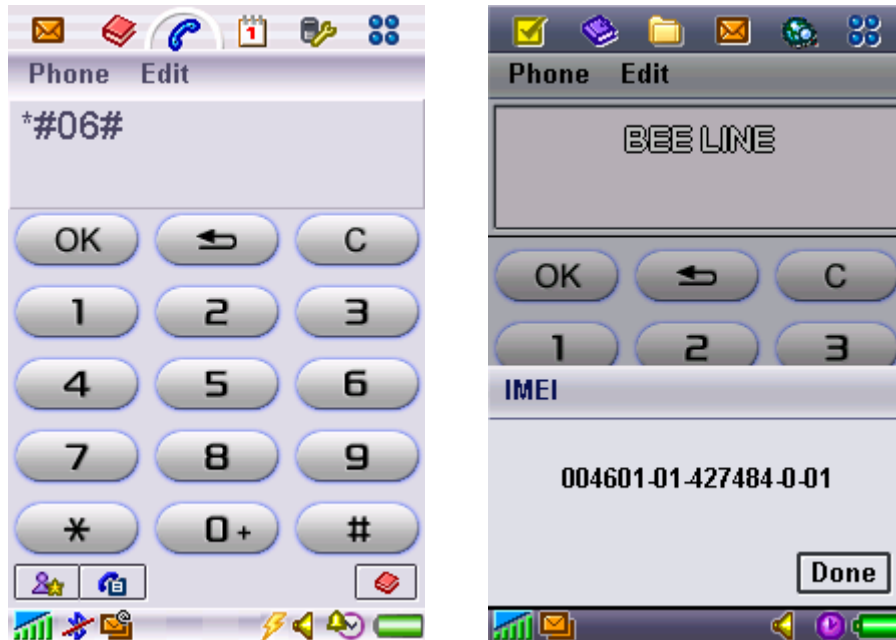 1
Phone Edit
*#06#
OK C
1 2 3
4 5 6
7 8 9
* 0+ #
Phone Edit
BEE LINE
OK C
1 2 3
IMEI
004601-01-427484-0-01
Done